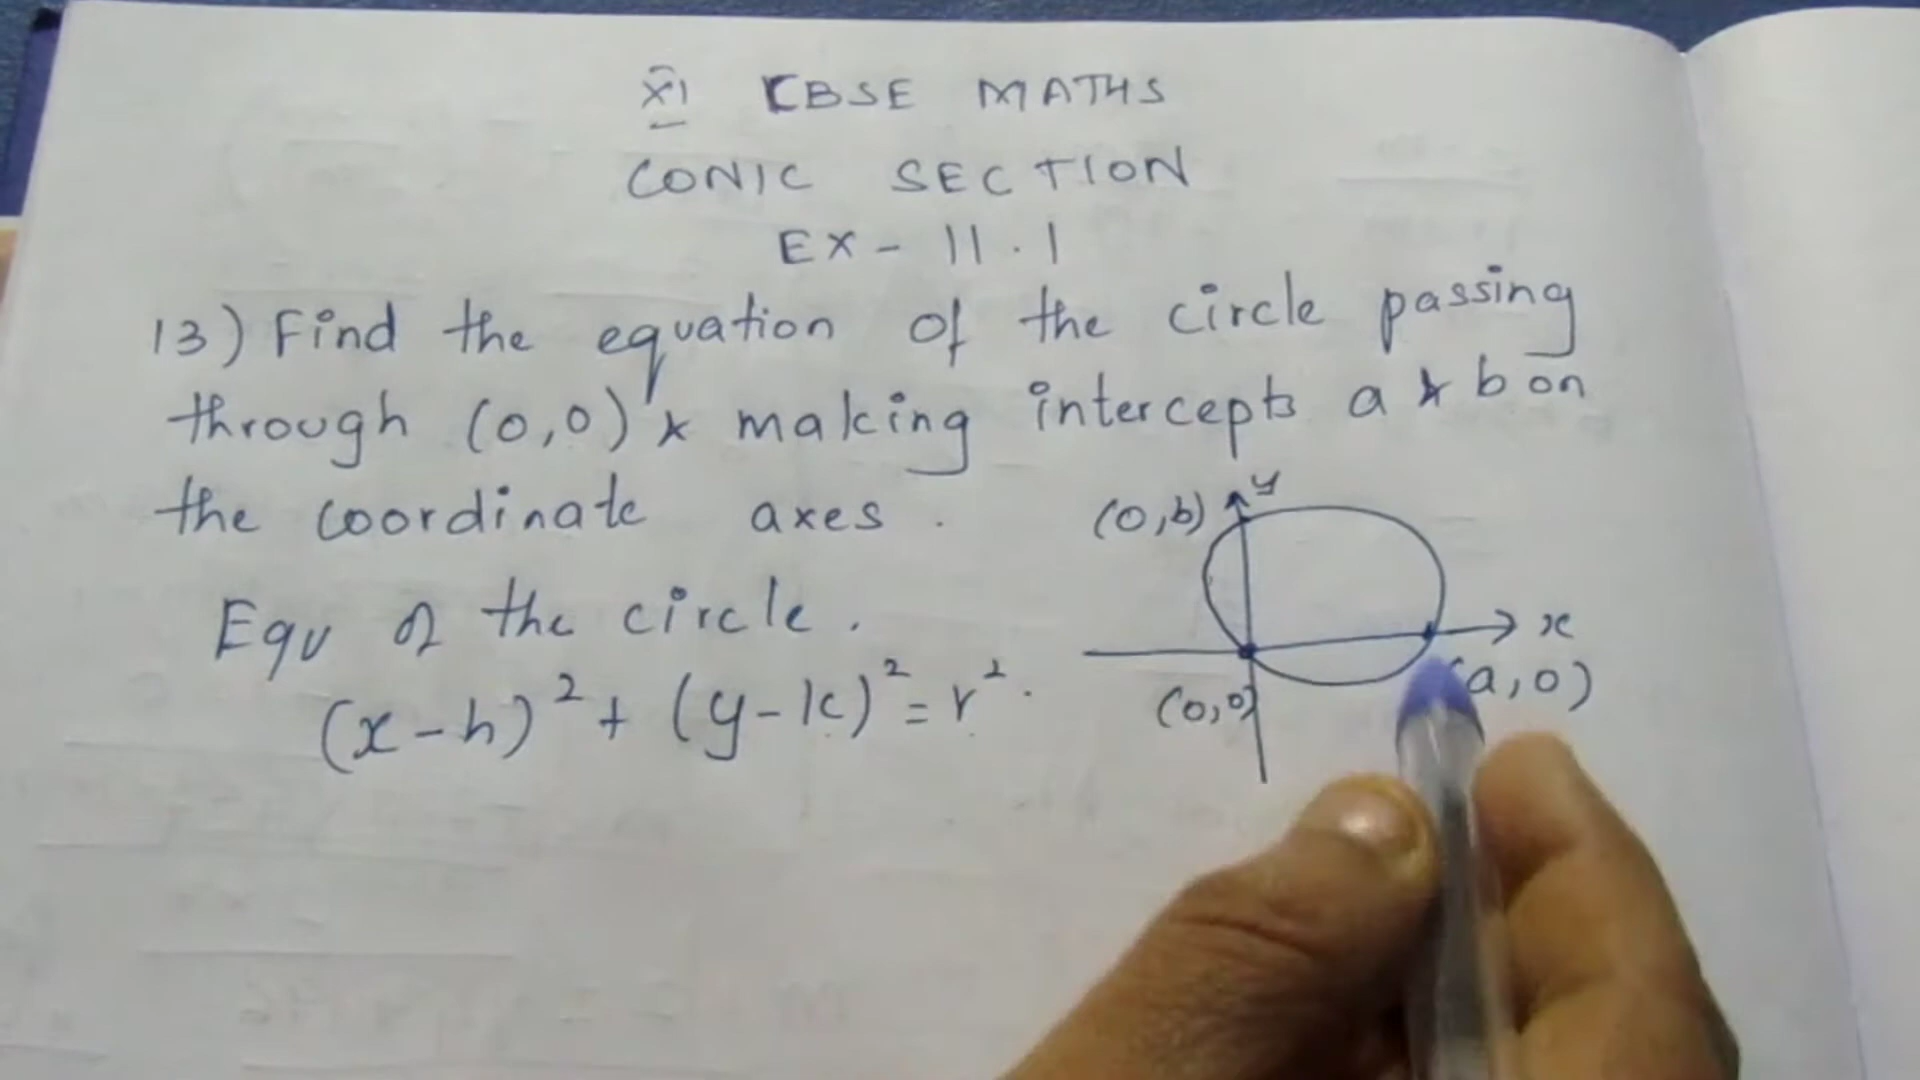 XI CBSE MATHS
CONIC SECTION
EX - 11.1
13) Find the equation of the circle passing
through (0,0) & making intercepts a & b on
the coordinate axes.
(0,b) y
Equ of the circle.
x
(x-h)² + (y-k)² = r².
(0,0) (a,0)